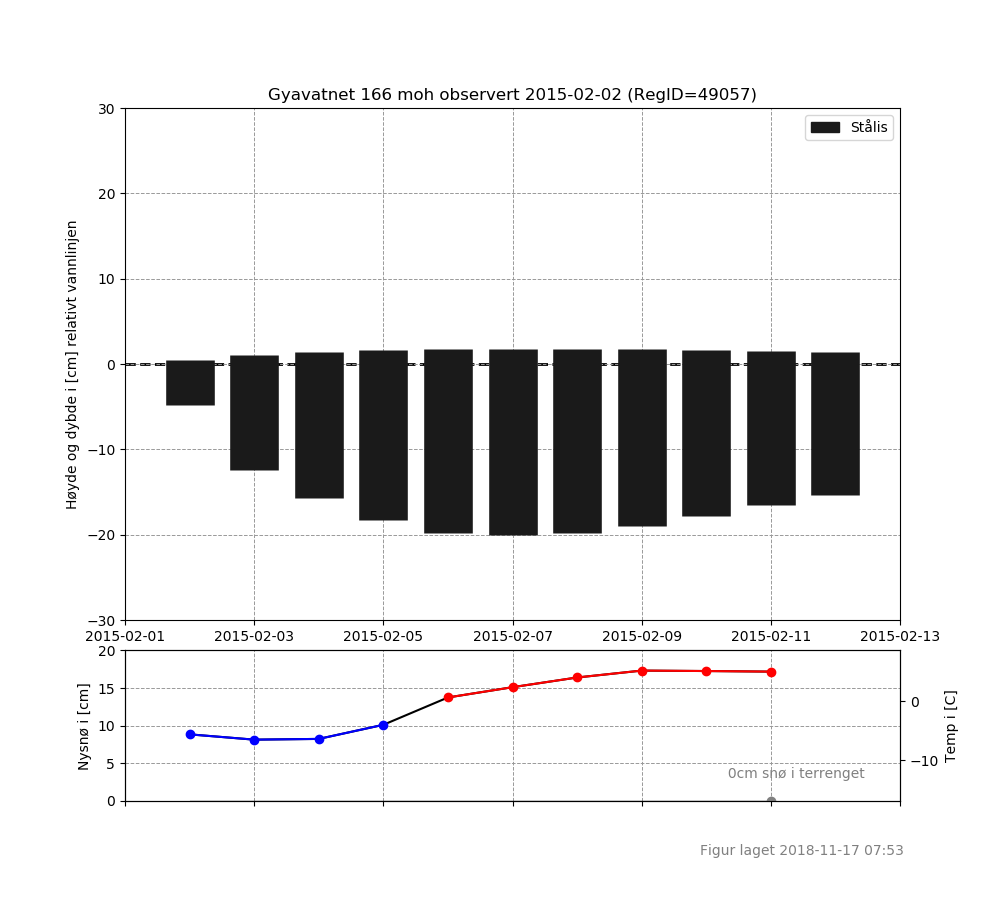 Gyavatnet 166 moh observert 2015-02-02 (RegID=49057)
Stålis
Høyde og dybde i [cm] relativt vannlinjen
30
20
10
0
−10
−20
−30
2015-02-01 2015-02-03 2015-02-05 2015-02-07 2015-02-09 2015-02-11 2015-02-13
Nysnø i [cm]
20
15
10
5
0
0
−10
Temp i [C]
0cm snø i terrenget
Figur laget 2018-11-17 07:53